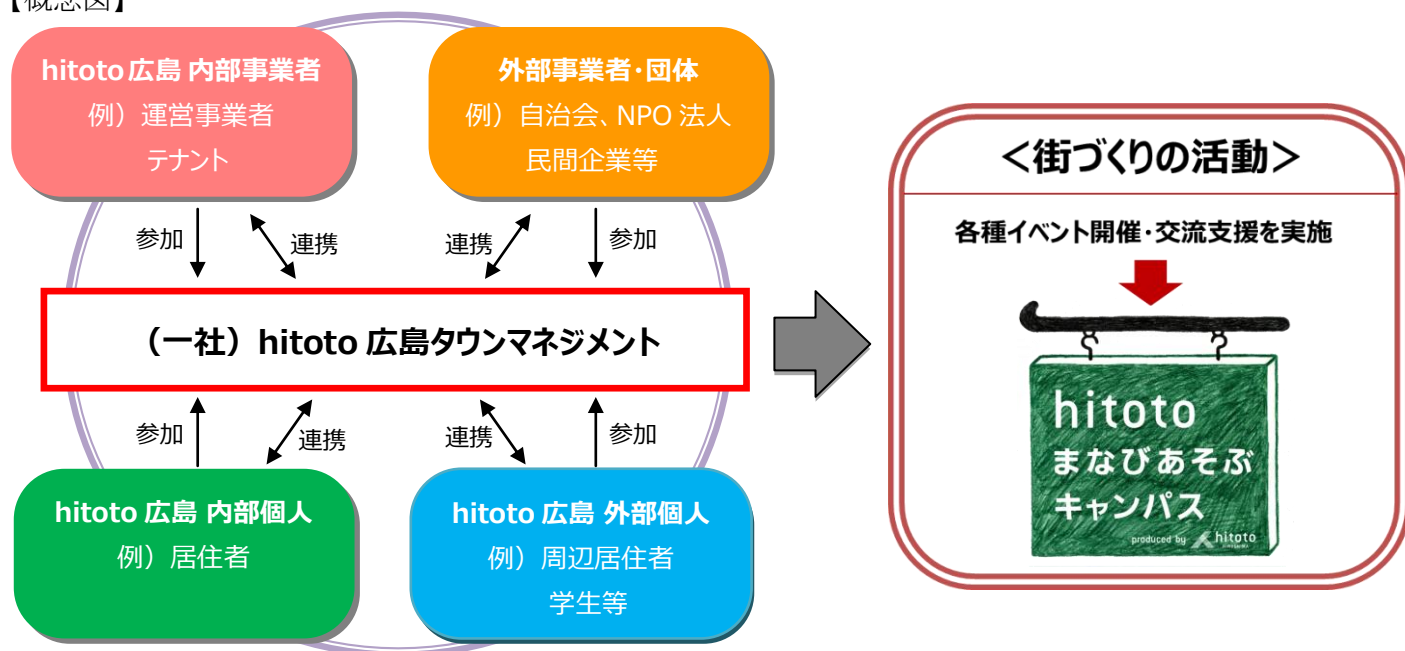 【概念図】
hitoto 広島 内部事業者
例）運営事業者
テナント
外部事業者・団体
例）自治会、NPO 法人
民間企業等
参加
連携
連携
参加
（一社）hitoto 広島タウンマネジメント
参加
連携
連携
参加
hitoto 広島 内部個人
例）居住者
hitoto 広島 外部個人
例）周辺居住者
学生等
＜街づくりの活動＞
各種イベント開催・交流支援を実施
hitoto
まなびあそぶ
キャンパス
produced by hitoto
HIROSHIMA